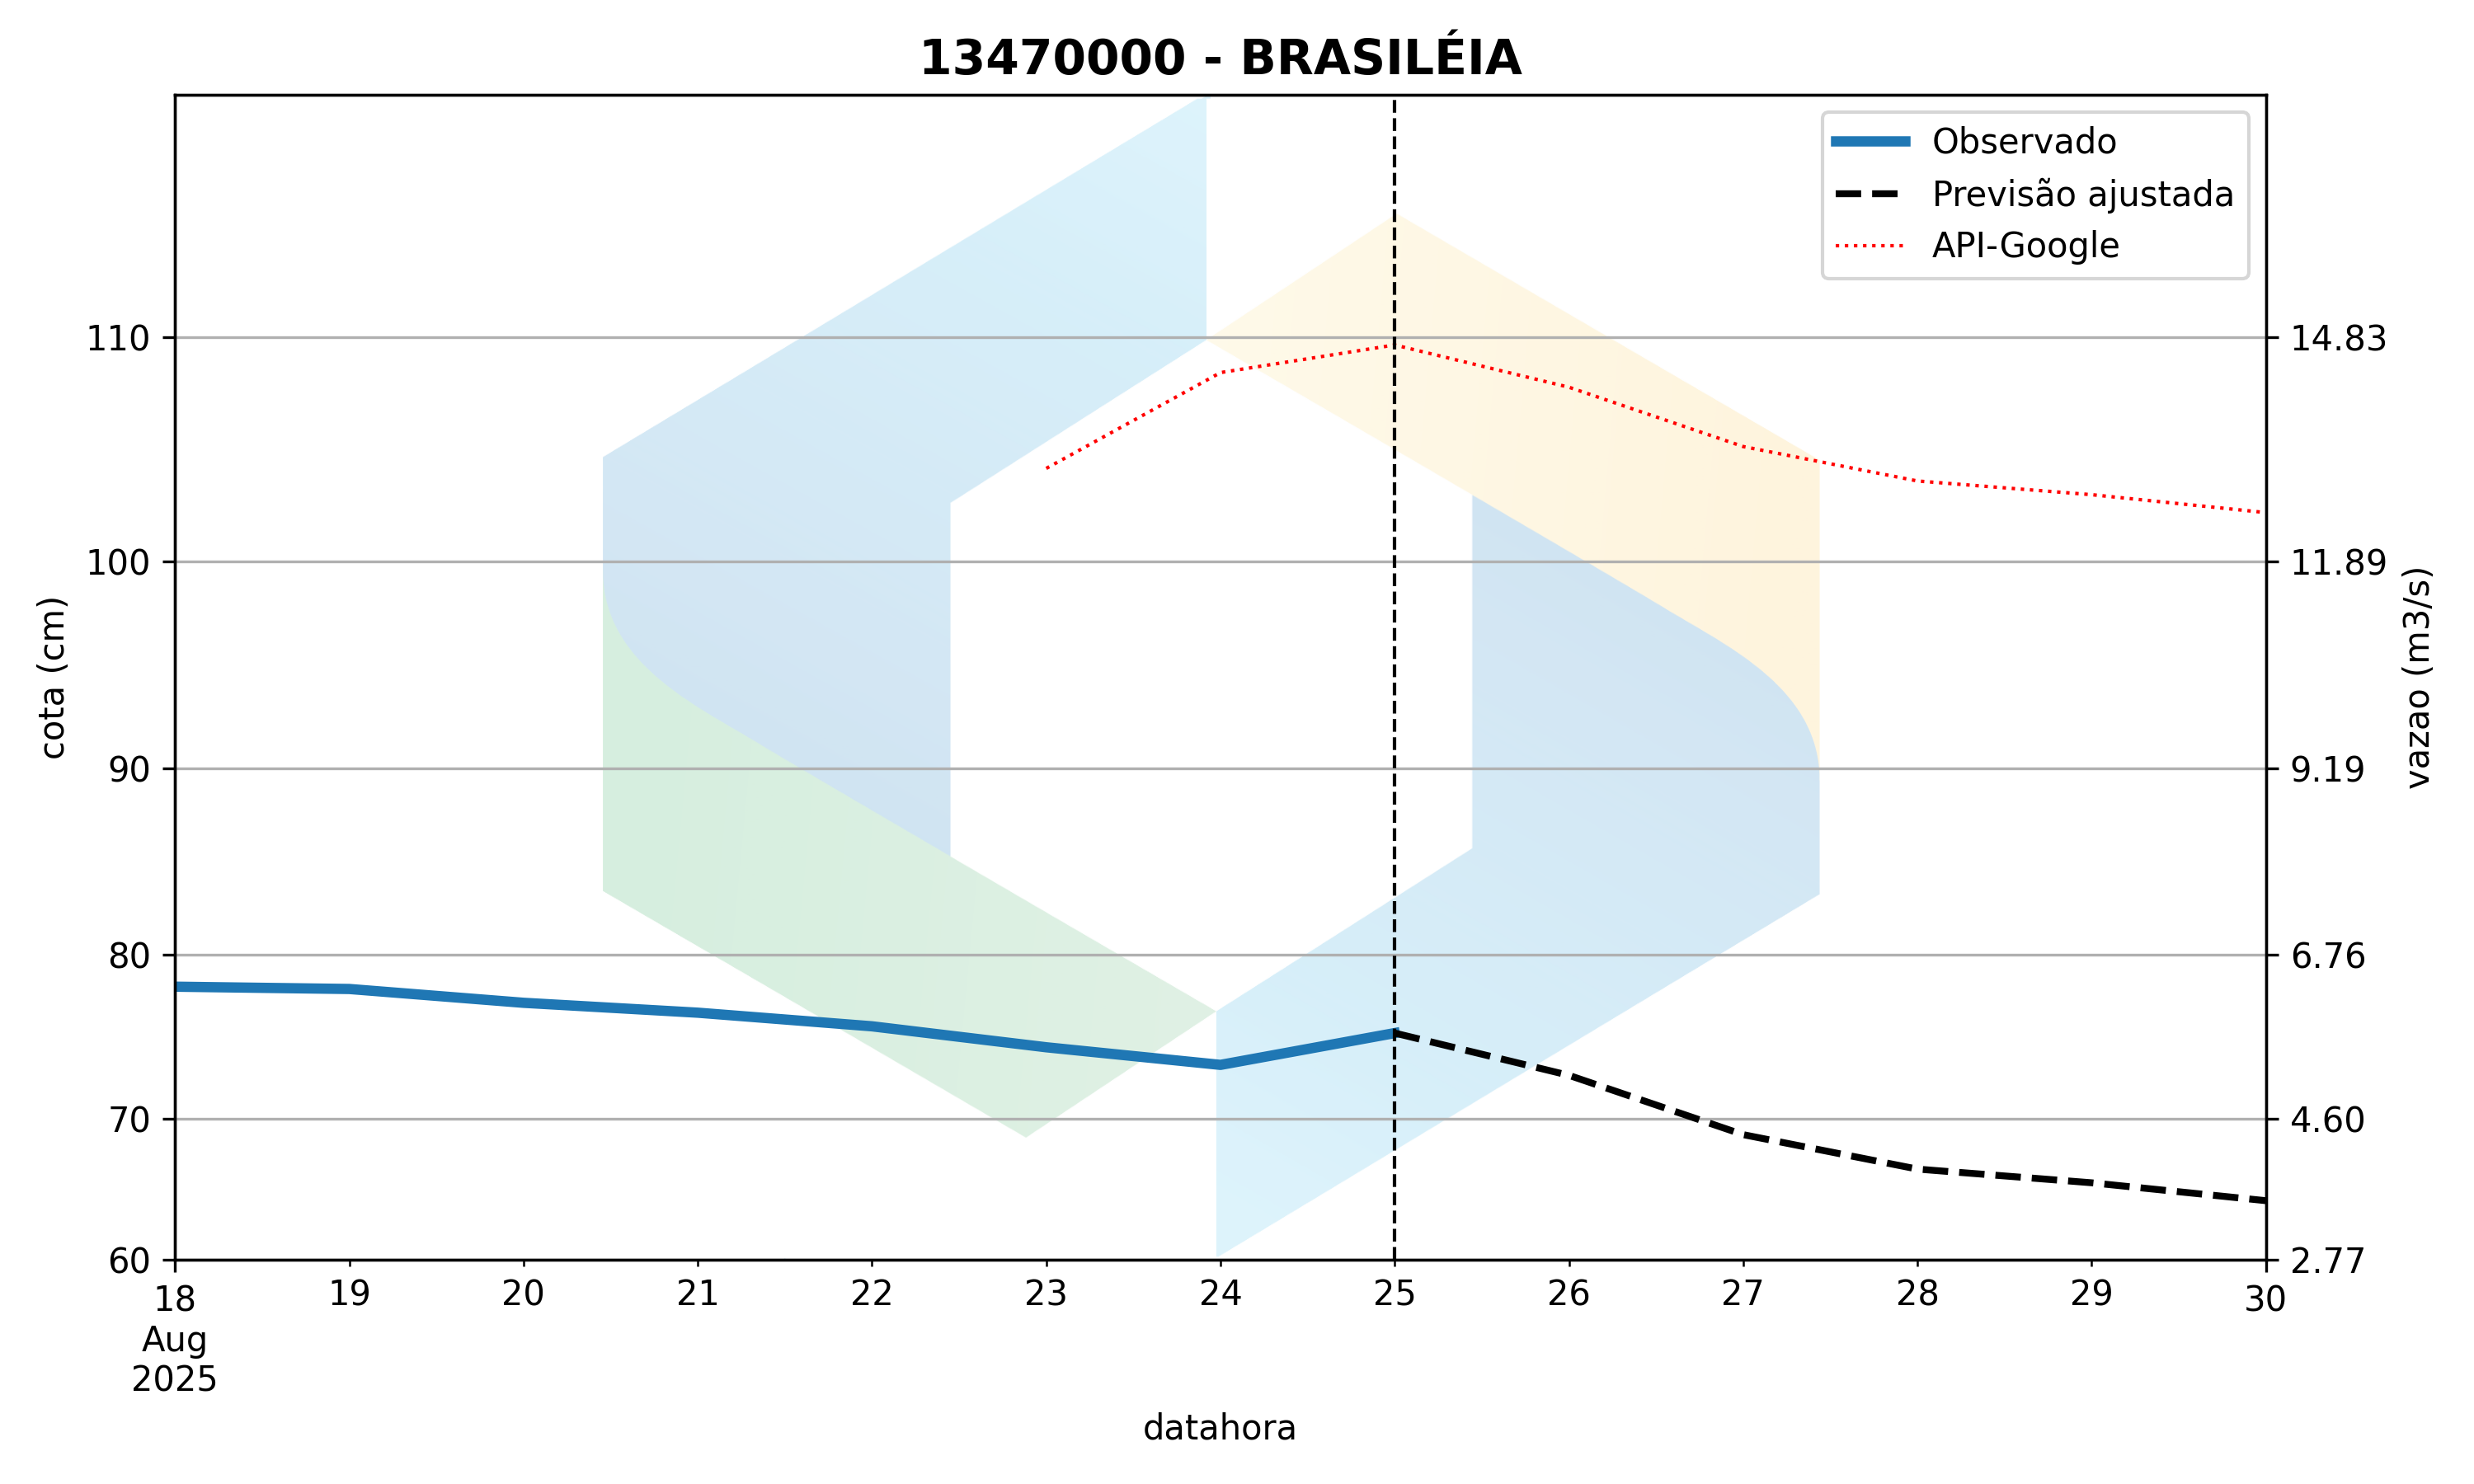 13470000 - BRASILÉIA
Observado
Previsão ajustada
API-Google
cota (cm)
110
100
90
80
70
60
14.83
11.89
9.19
6.76
4.60
2.77
vazao (m3/s)
18 19 20 21 22 23 24 25 26 27 28 29 30
Aug
2025
datahora